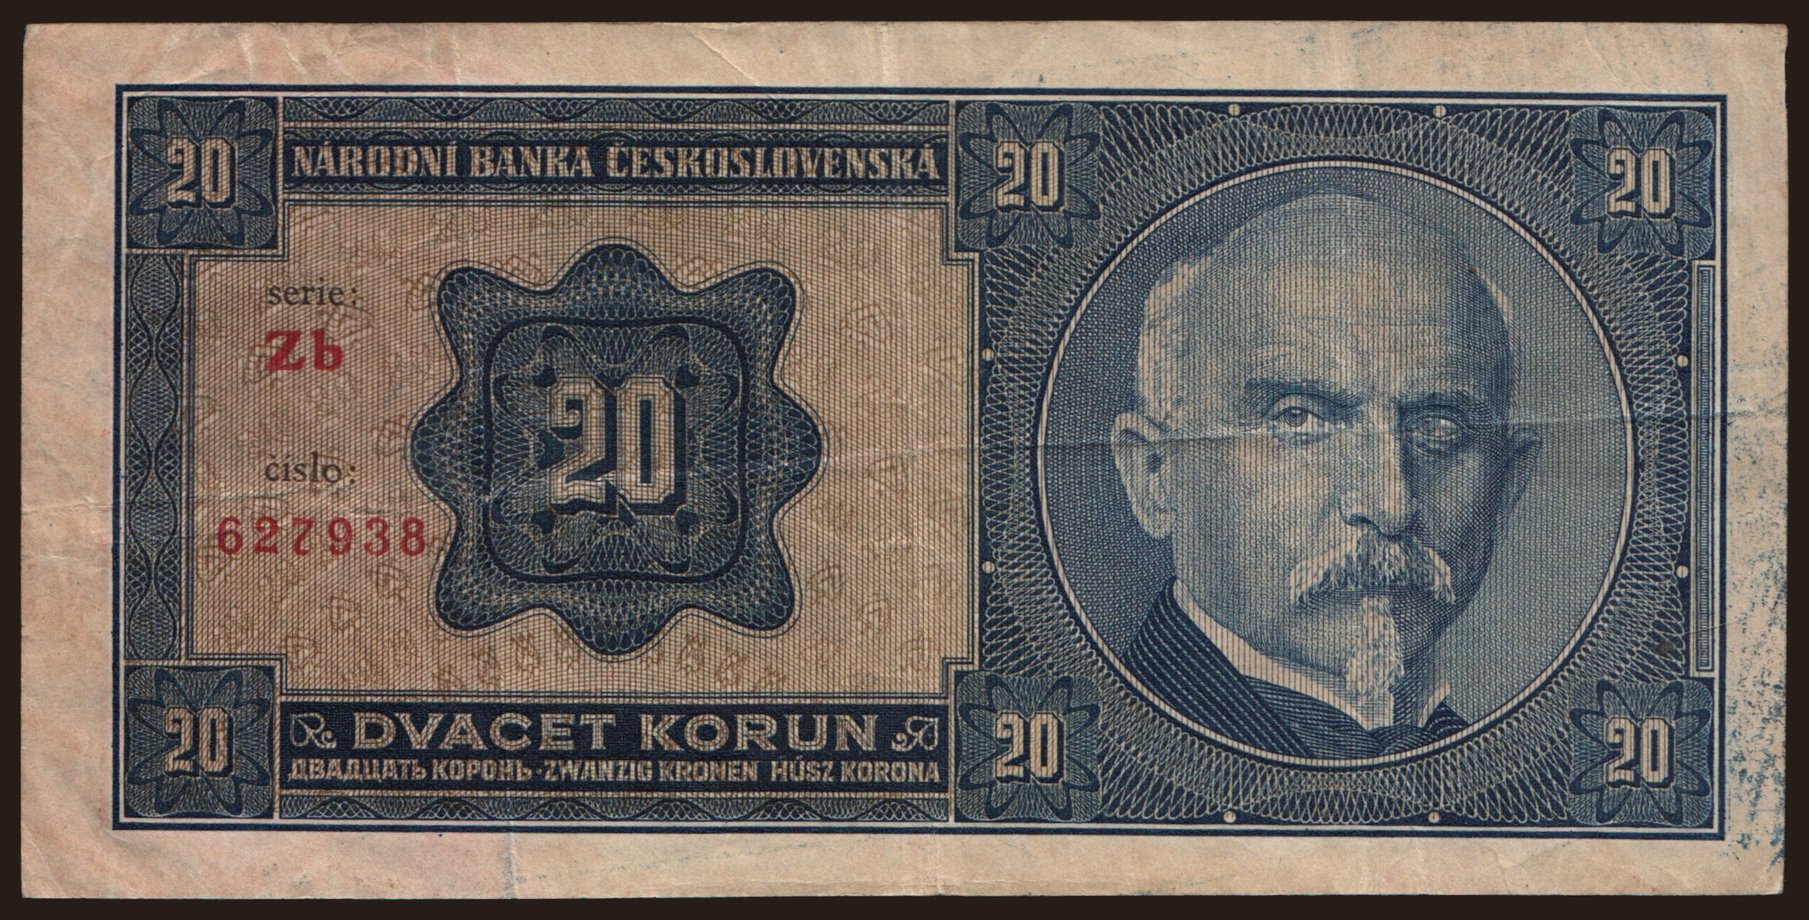 20 NÁRODNÍ BANKA ČESKOSLOVENSKÁ 20 20
serie:
Zb
20
číslo:
627938
20 DVACET KORUN 20 20
ДВАДЦАТЬ КОРОНЬ·ZWANZIG KRONEN HÚSZ KORONA